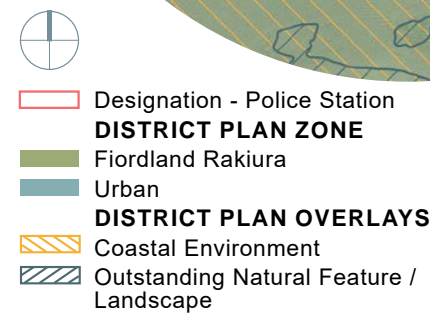 Designation - Police Station
DISTRICT PLAN ZONE
Fiordland Rakiura
Urban
DISTRICT PLAN OVERLAYS
Coastal Environment
Outstanding Natural Feature /
Landscape